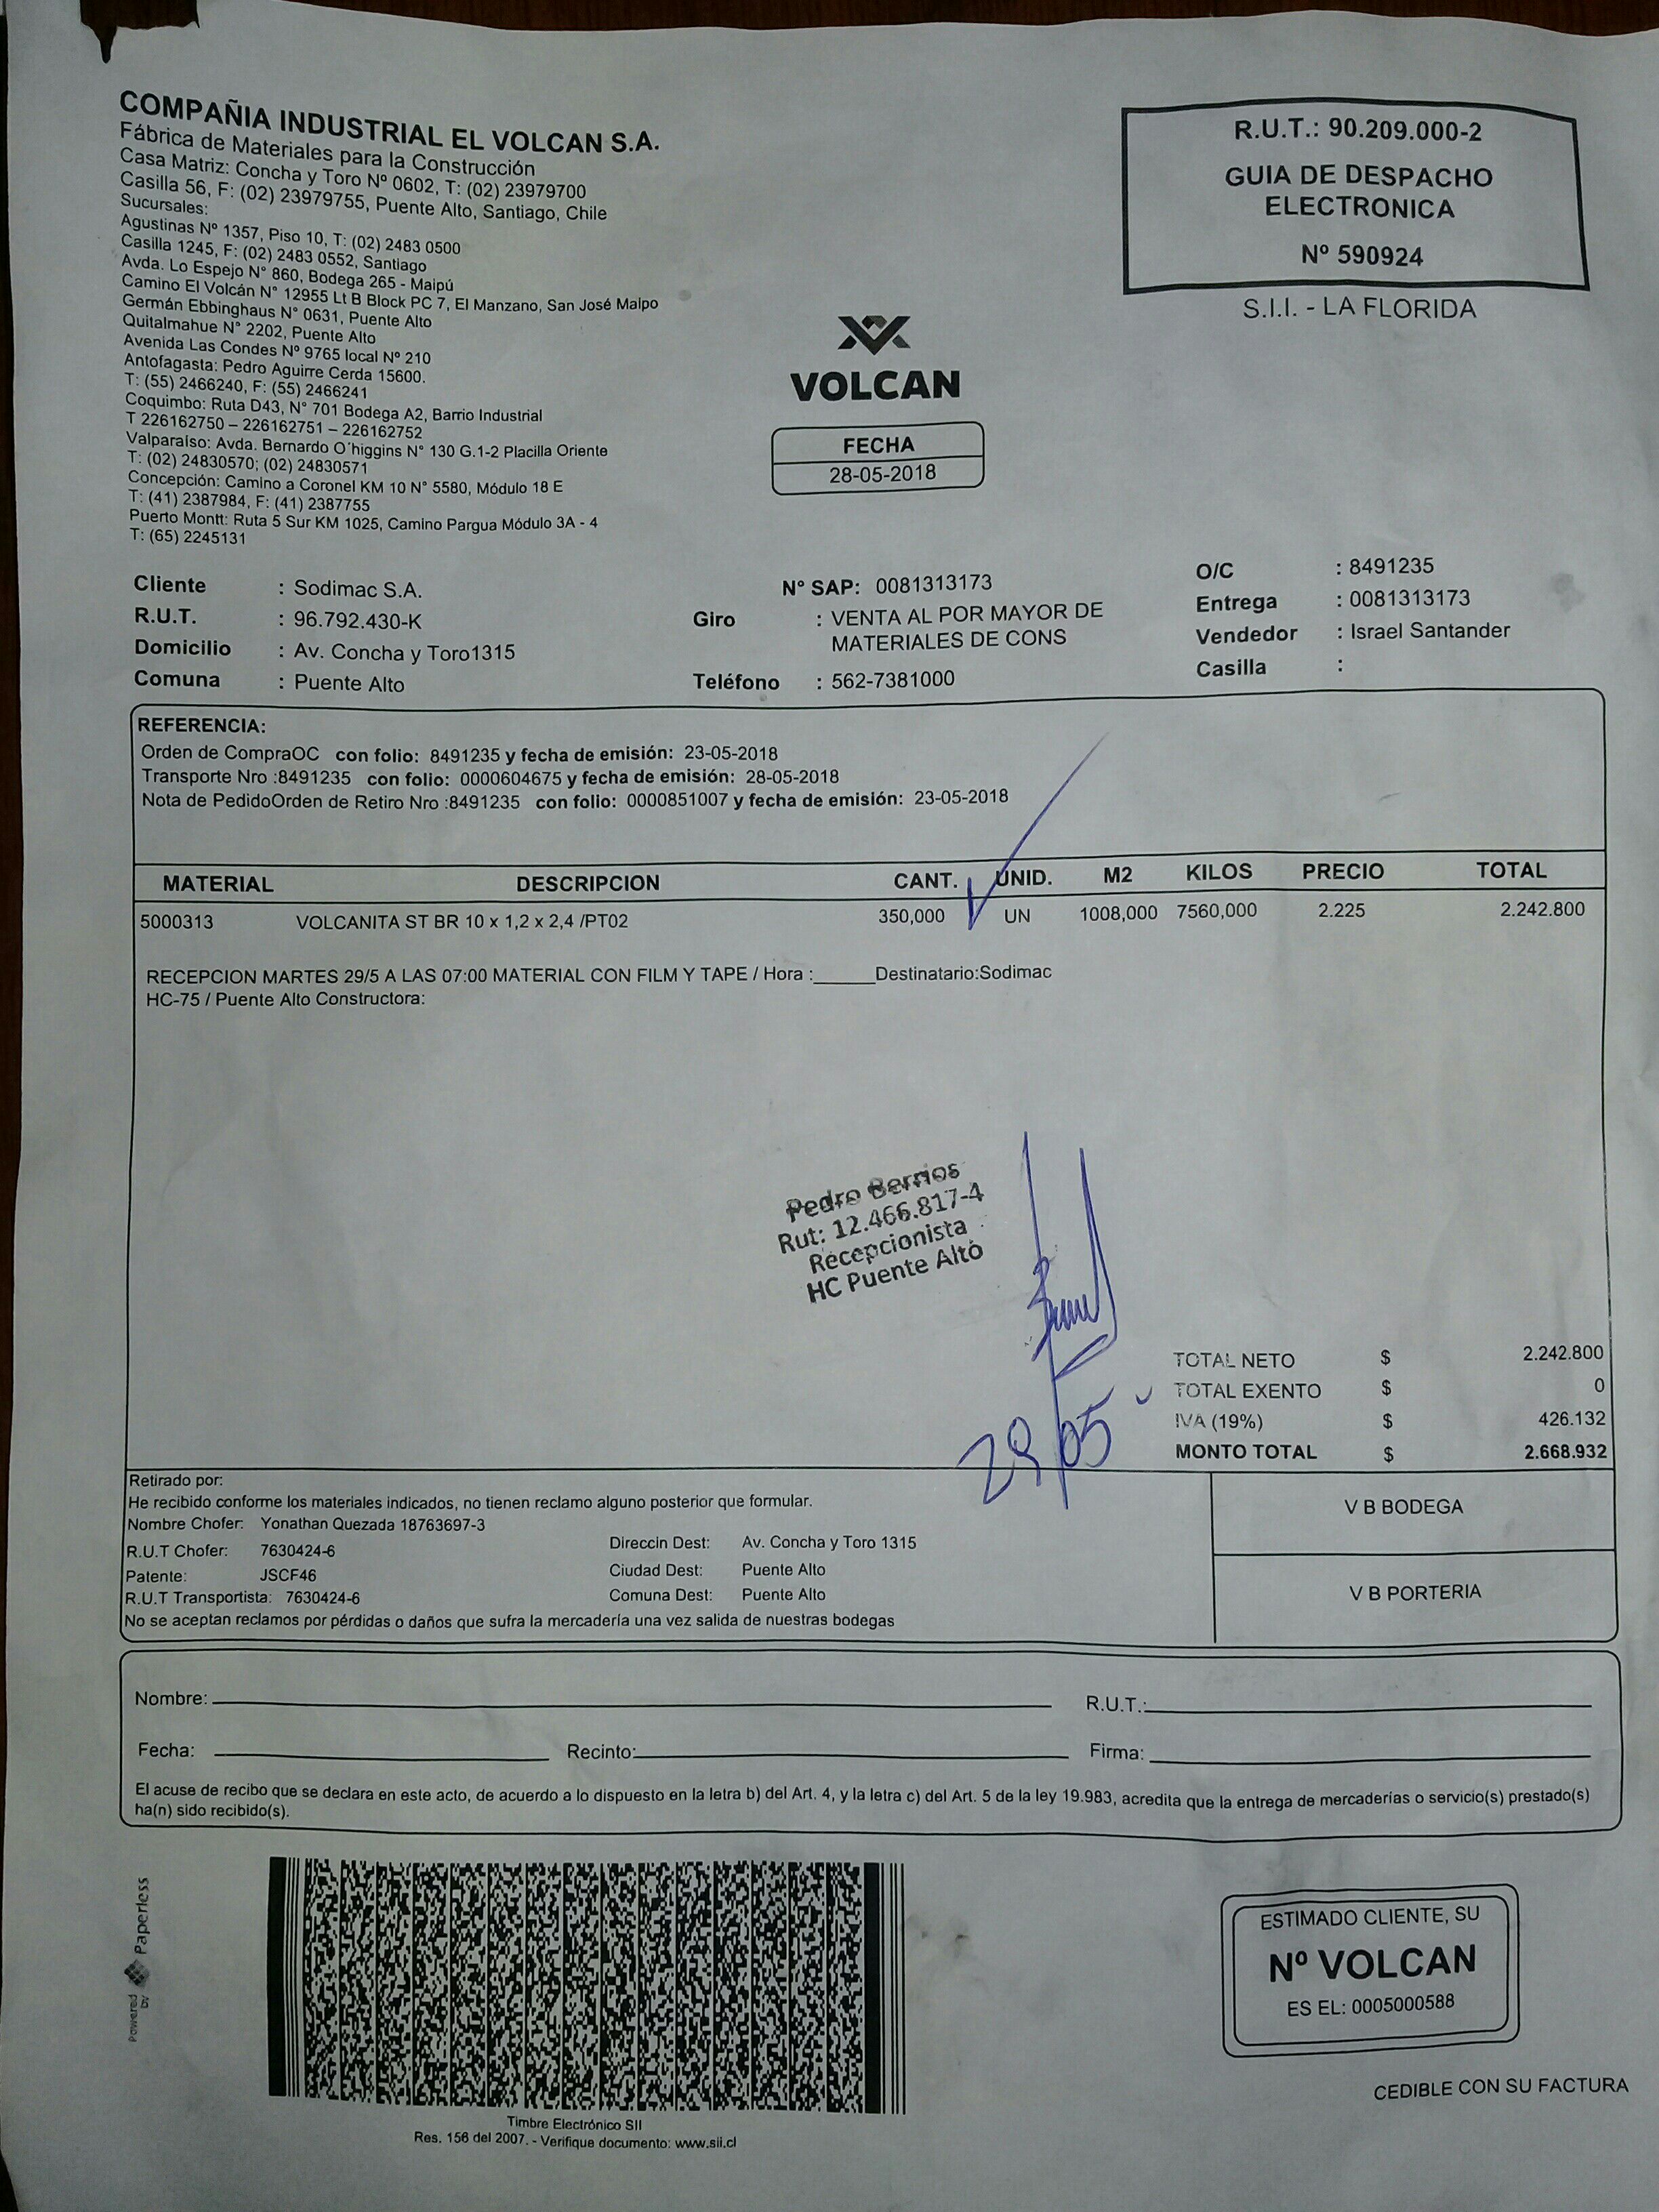 COMPAÑIA INDUSTRIAL EL VOLCAN S.A.
Fábrica de Materiales para la Construcción
Casa Matriz: Concha y Toro Nº 0602, T: (02) 23979700
Casilla 56, F: (02) 23979755, Puente Alto, Santiago, Chile
Sucursales:
Agustinas Nº 1357, Piso 10, T: (02) 2483 0500
Casilla 1245, F: (02) 2483 0552, Santiago
Avda. Lo Espejo N° 860, Bodega 265 - Maipú
Camino El Volcán N° 12955 Lt B Block PC 7, El Manzano, San José Maipo
Germán Ebbinghaus N° 0631, Puente Alto
Quitalmahue N° 2202, Puente Alto
Avenida Las Condes Nº 9765 local Nº 210
Antofagasta: Pedro Aguirre Cerda 15600.
T: (55) 2466240, F: (55) 2466241
Coquimbo: Ruta D43, N° 701 Bodega A2, Barrio Industrial
T 226162750 – 226162751 – 226162752
Valparaíso: Avda. Bernardo O´higgins N° 130 G.1-2 Placilla Oriente
T: (02) 24830570; (02) 24830571
Concepción: Camino a Coronel KM 10 N° 5580, Módulo 18 E
T: (41) 2387984, F: (41) 2387755
Puerto Montt: Ruta 5 Sur KM 1025, Camino Pargua Módulo 3A - 4
T: (65) 2245131
VOLCAN
FECHA
28-05-2018
R.U.T.: 90.209.000-2
GUIA DE DESPACHO
ELECTRONICA
Nº 590924
S.I.I. - LA FLORIDA
Cliente : Sodimac S.A.
R.U.T. : 96.792.430-K
Domicilio : Av. Concha y Toro1315
Comuna : Puente Alto
N° SAP: 0081313173
Giro : VENTA AL POR MAYOR DE
MATERIALES DE CONS
Teléfono : 562-7381000
O/C : 8491235
Entrega : 0081313173
Vendedor : Israel Santander
Casilla :
REFERENCIA:
Orden de CompraOC con folio: 8491235 y fecha de emisión: 23-05-2018
Transporte Nro :8491235 con folio: 0000604675 y fecha de emisión: 28-05-2018
Nota de PedidoOrden de Retiro Nro :8491235 con folio: 0000851007 y fecha de emisión: 23-05-2018
MATERIAL DESCRIPCION CANT. UNID. M2 KILOS PRECIO TOTAL
5000313 VOLCANITA ST BR 10 x 1,2 x 2,4 /PT02 350,000 UN 1008,000 7560,000 2.225 2.242.800
RECEPCION MARTES 29/5 A LAS 07:00 MATERIAL CON FILM Y TAPE / Hora :______Destinatario:Sodimac
HC-75 / Puente Alto Constructora:
Pedro Berrios
Rut: 12.466.817-4
Recepcionista
HC Puente Alto
29/05
TOTAL NETO $ 2.242.800
TOTAL EXENTO $ 0
IVA (19%) $ 426.132
MONTO TOTAL $ 2.668.932
Retirado por:
He recibido conforme los materiales indicados, no tienen reclamo alguno posterior que formular.
Nombre Chofer: Yonathan Quezada 18763697-3
R.U.T Chofer: 7630424-6
Patente: JSCF46
R.U.T Transportista: 7630424-6
Direccin Dest: Av. Concha y Toro 1315
Ciudad Dest: Puente Alto
Comuna Dest: Puente Alto
No se aceptan reclamos por pérdidas o daños que sufra la mercadería una vez salida de nuestras bodegas
V B BODEGA
V B PORTERIA
Nombre: R.U.T.:
Fecha: Recinto: Firma:
El acuse de recibo que se declara en este acto, de acuerdo a lo dispuesto en la letra b) del Art. 4, y la letra c) del Art. 5 de la ley 19.983, acredita que la entrega de mercaderías o servicio(s) prestado(s)
ha(n) sido recibido(s).
Powered by Paperless
Timbre Electrónico SII
Res. 156 del 2007. - Verifique documento: www.sii.cl
ESTIMADO CLIENTE, SU
Nº VOLCAN
ES EL: 0005000588
CEDIBLE CON SU FACTURA